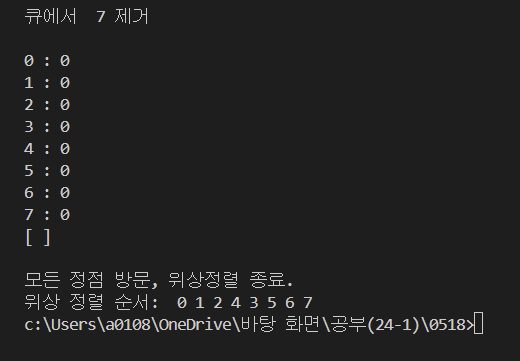 큐에서  7 제거
0 : 0
1 : 0
2 : 0
3 : 0
4 : 0
5 : 0
6 : 0
7 : 0
[ ]
모든 정점 방문, 위상정렬 종료.
위상 정렬 순서:  0 1 2 4 3 5 6 7
c:\Users\a0108\OneDrive\바탕 화면\공부(24-1)\0518>